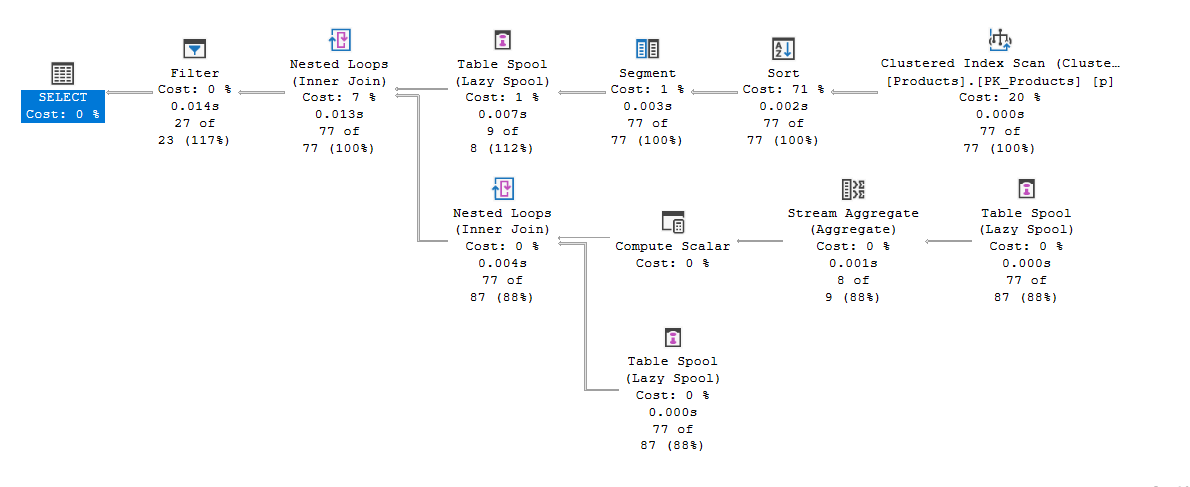 SELECT
Cost: 0 %
Filter
Cost: 0 %
0.014s
27 of
23 (117%)
Nested Loops
(Inner Join)
Cost: 7 %
0.013s
77 of
77 (100%)
Table Spool
(Lazy Spool)
Cost: 1 %
0.007s
9 of
8 (112%)
Segment
Cost: 1 %
0.003s
77 of
77 (100%)
Sort
Cost: 71 %
0.002s
77 of
77 (100%)
Clustered Index Scan (Cluste…
[Products].[PK_Products] [p]
Cost: 20 %
0.000s
77 of
77 (100%)
Nested Loops
(Inner Join)
Cost: 0 %
0.004s
77 of
87 (88%)
Compute Scalar
Cost: 0 %
Stream Aggregate
(Aggregate)
Cost: 0 %
0.001s
8 of
9 (88%)
Table Spool
(Lazy Spool)
Cost: 0 %
0.000s
77 of
87 (88%)
Table Spool
(Lazy Spool)
Cost: 0 %
0.000s
77 of
87 (88%)